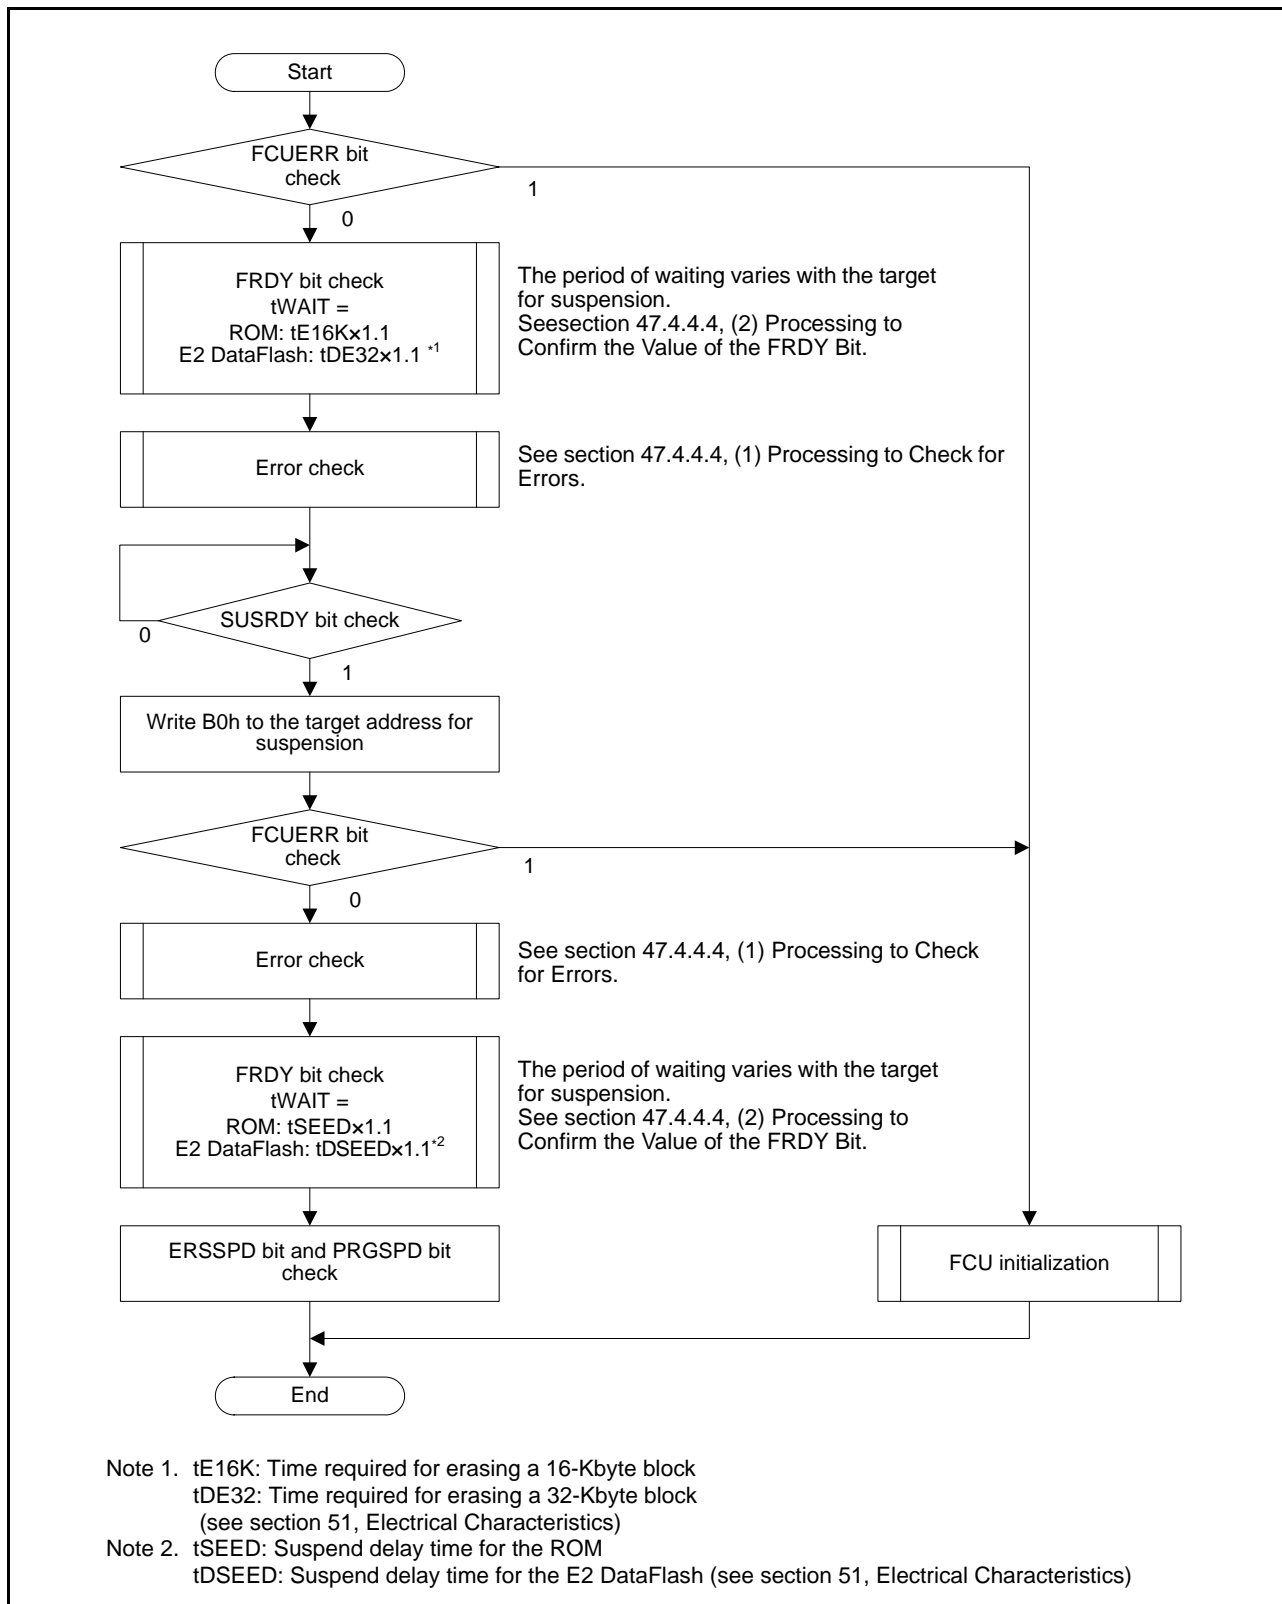 Start
FCUERR bit
check
1
0
FRDY bit check
tWAIT =
ROM: tE16K×1.1
E2 DataFlash: tDE32×1.1 *1
The period of waiting varies with the target
for suspension.
Seesection 47.4.4.4, (2) Processing to
Confirm the Value of the FRDY Bit.
Error check
See section 47.4.4.4, (1) Processing to Check for
Errors.
SUSRDY bit check
0
1
Write B0h to the target address for
suspension
FCUERR bit
check
1
0
Error check
See section 47.4.4.4, (1) Processing to Check
for Errors.
FRDY bit check
tWAIT =
ROM: tSEED×1.1
E2 DataFlash: tDSEED×1.1*2
The period of waiting varies with the target
for suspension.
See section 47.4.4.4, (2) Processing to
Confirm the Value of the FRDY Bit.
ERSSPD bit and PRGSPD bit
check
FCU initialization
End
Note 1. tE16K: Time required for erasing a 16-Kbyte block
tDE32: Time required for erasing a 32-Kbyte block
(see section 51, Electrical Characteristics)
Note 2. tSEED: Suspend delay time for the ROM
tDSEED: Suspend delay time for the E2 DataFlash (see section 51, Electrical Characteristics)